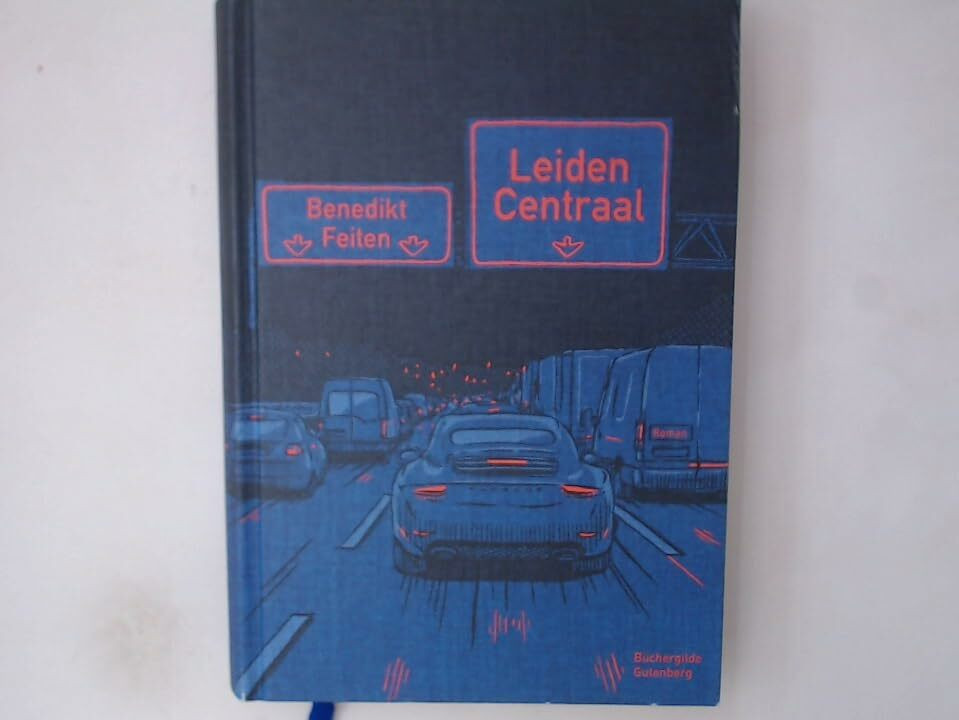 Benedikt
Feiten
Leiden
Centraal
Roman
Büchergilde
Gutenberg